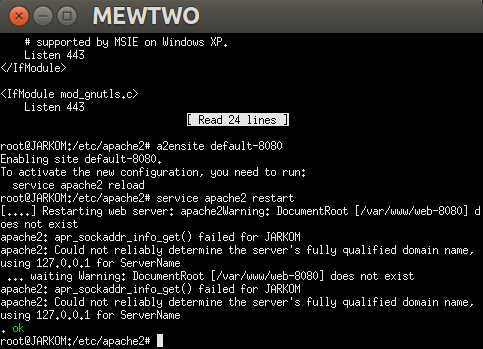 MEWTWO
# supported by MSIE on Windows XP.
Listen 443
</IfModule>
<IfModule mod_gnutls.c>
Listen 443
[ Read 24 lines ]
root@JARKOM:/etc/apache2# a2ensite default-8080
Enabling site default-8080.
To activate the new configuration, you need to run:
service apache2 reload
root@JARKOM:/etc/apache2# service apache2 restart
[....] Restarting web server: apache2Warning: DocumentRoot [/var/www/web-8080] d
oes not exist
apache2: apr_sockaddr_info_get() failed for JARKOM
apache2: Could not reliably determine the server's fully qualified domain name,
using 127.0.0.1 for ServerName
... waiting Warning: DocumentRoot [/var/www/web-8080] does not exist
apache2: apr_sockaddr_info_get() failed for JARKOM
apache2: Could not reliably determine the server's fully qualified domain name,
using 127.0.0.1 for ServerName
. ok
root@JARKOM:/etc/apache2#